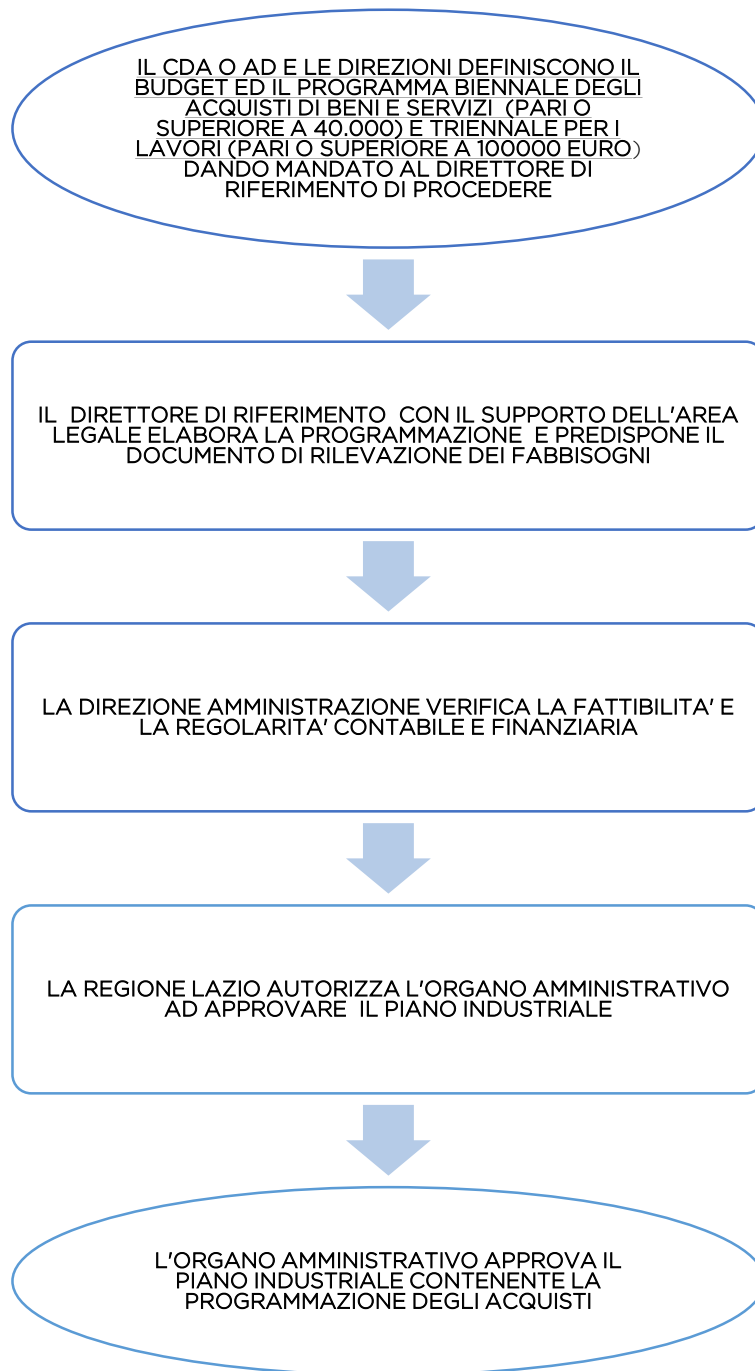 IL CDA O AD E LE DIREZIONI DEFINISCONO IL
BUDGET ED IL PROGRAMMA BIENNALE DEGLI
ACQUISTI DI BENI E SERVIZI (PARI O
SUPERIORE A 40.000) E TRIENNALE PER I
LAVORI (PARI O SUPERIORE A 100000 EURO)
DANDO MANDATO AL DIRETTORE DI
RIFERIMENTO DI PROCEDERE
IL DIRETTORE DI RIFERIMENTO CON IL SUPPORTO DELL'AREA
LEGALE ELABORA LA PROGRAMMAZIONE E PREDISPONE IL
DOCUMENTO DI RILEVAZIONE DEI FABBISOGNI
LA DIREZIONE AMMINISTRAZIONE VERIFICA LA FATTIBILITA' E
LA REGOLARITA' CONTABILE E FINANZIARIA
LA REGIONE LAZIO AUTORIZZA L'ORGANO AMMINISTRATIVO
AD APPROVARE IL PIANO INDUSTRIALE
L'ORGANO AMMINISTRATIVO APPROVA IL
PIANO INDUSTRIALE CONTENENTE LA
PROGRAMMAZIONE DEGLI ACQUISTI